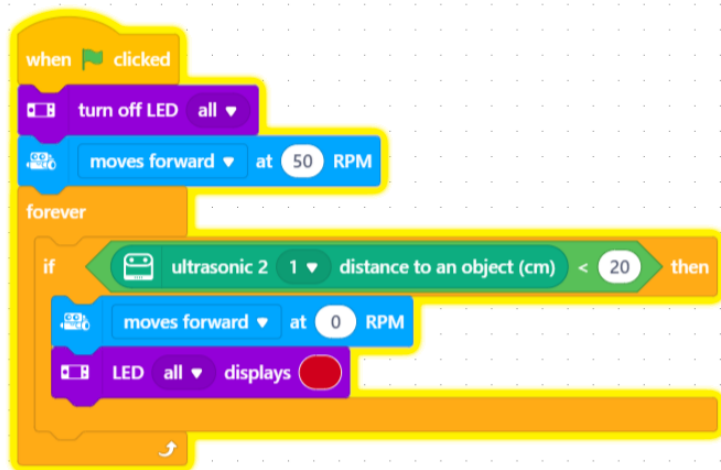 when clicked
turn off LED all
moves forward at 50 RPM
forever
if ultrasonic 2 1 distance to an object (cm) < 20 then
moves forward at 0 RPM
LED all displays